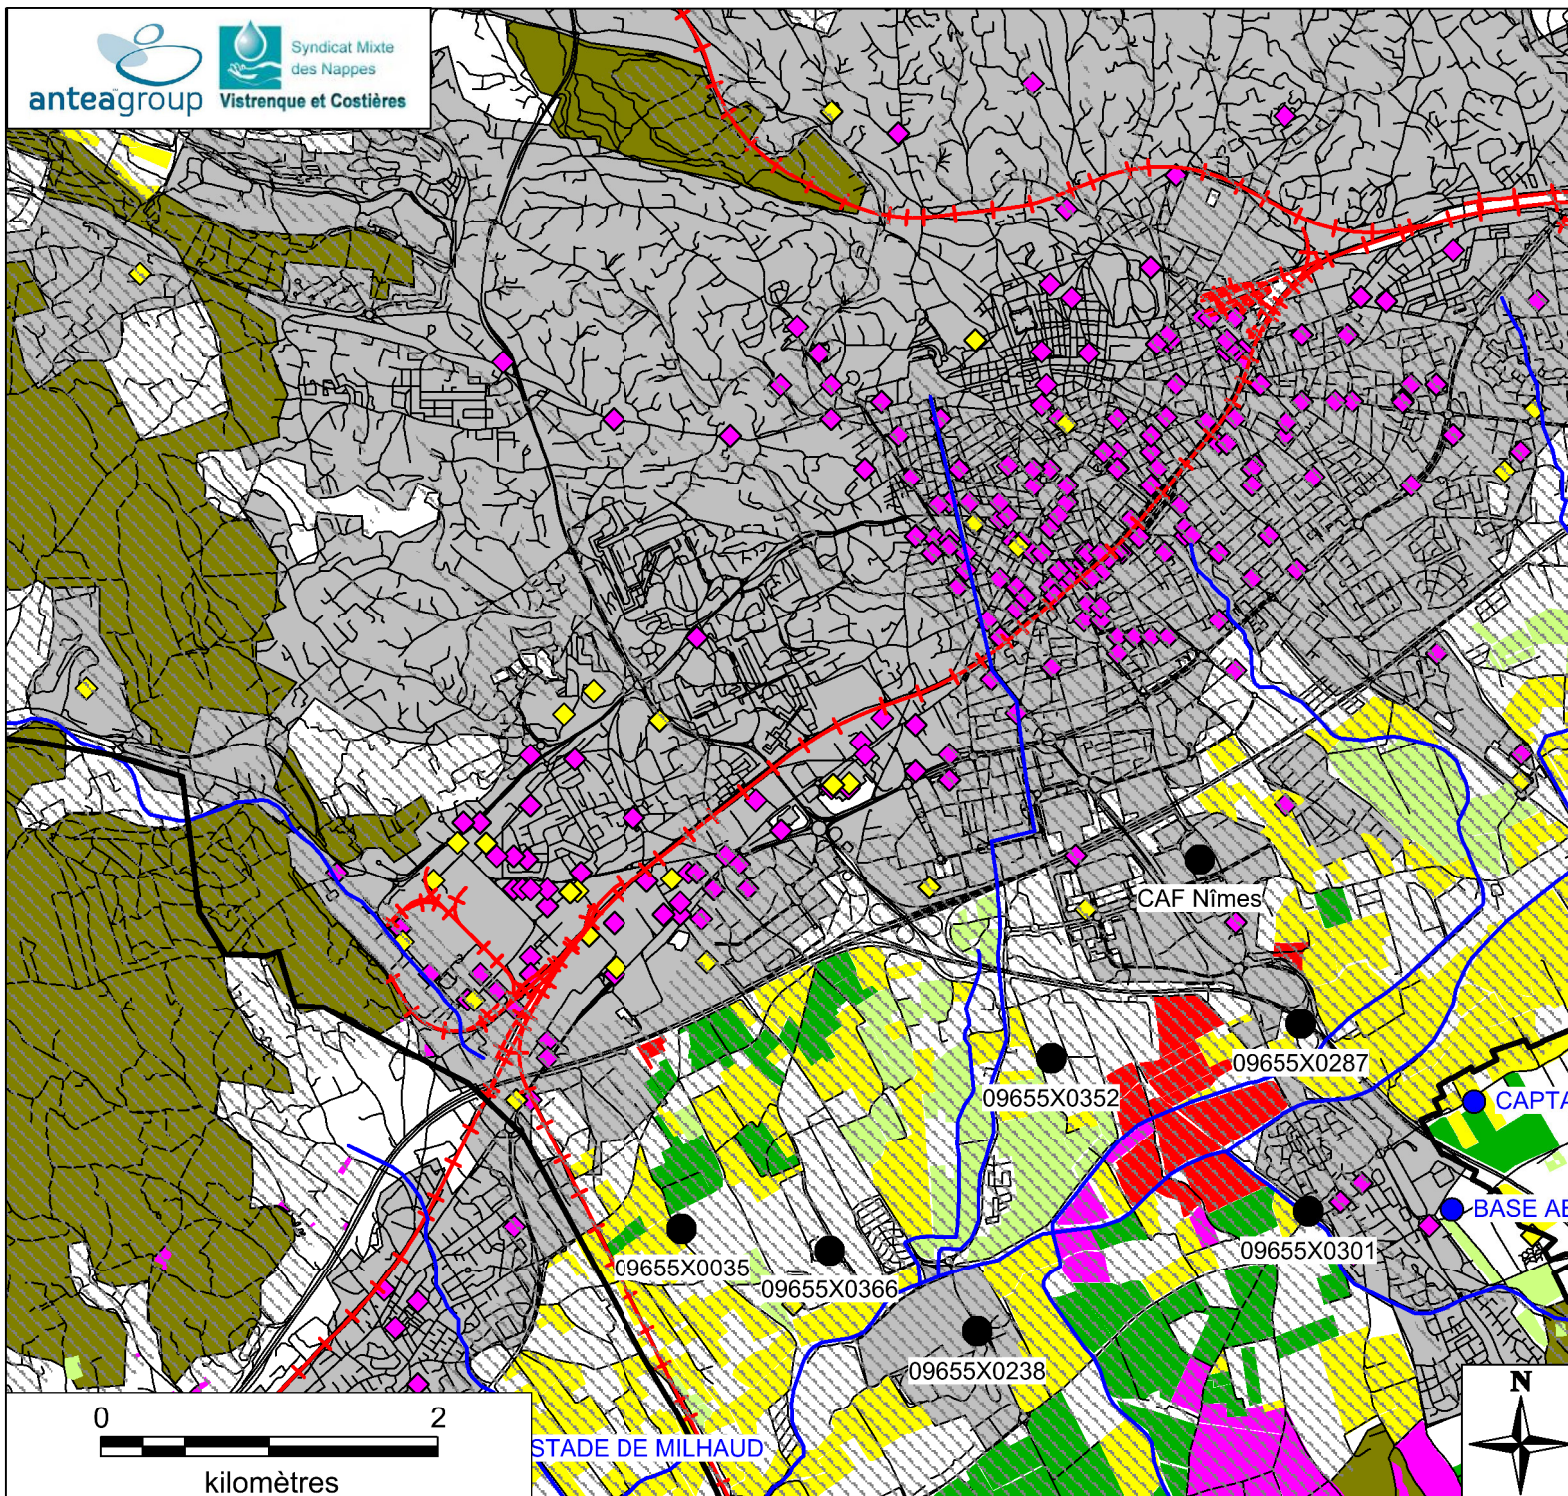 anteagroup
Syndicat Mixte
des Nappes
Vistrenque et Costières
CAF Nîmes
09655X0287
09655X0352
CAPTA
BASE AE
09655X0301
09655X0035
09655X0366
09655X0238
N
0 2
kilomètres
STADE DE MILHAUD